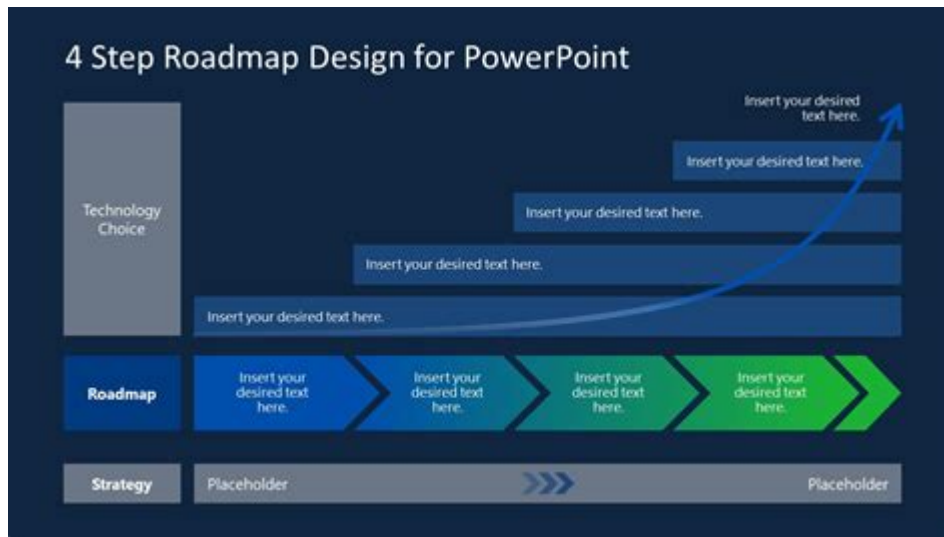 4 Step Roadmap Design for PowerPoint
Insert your desired
text here.
Insert your desired text here.
Technology
Choice
Insert your desired text here.
Insert your desired text here.
Insert your desired text here.
Roadmap
Insert your
desired text
here.
Insert your
desired text
here.
Insert your
desired text
here.
Insert your
desired text
here.
Strategy
Placeholder
Placeholder